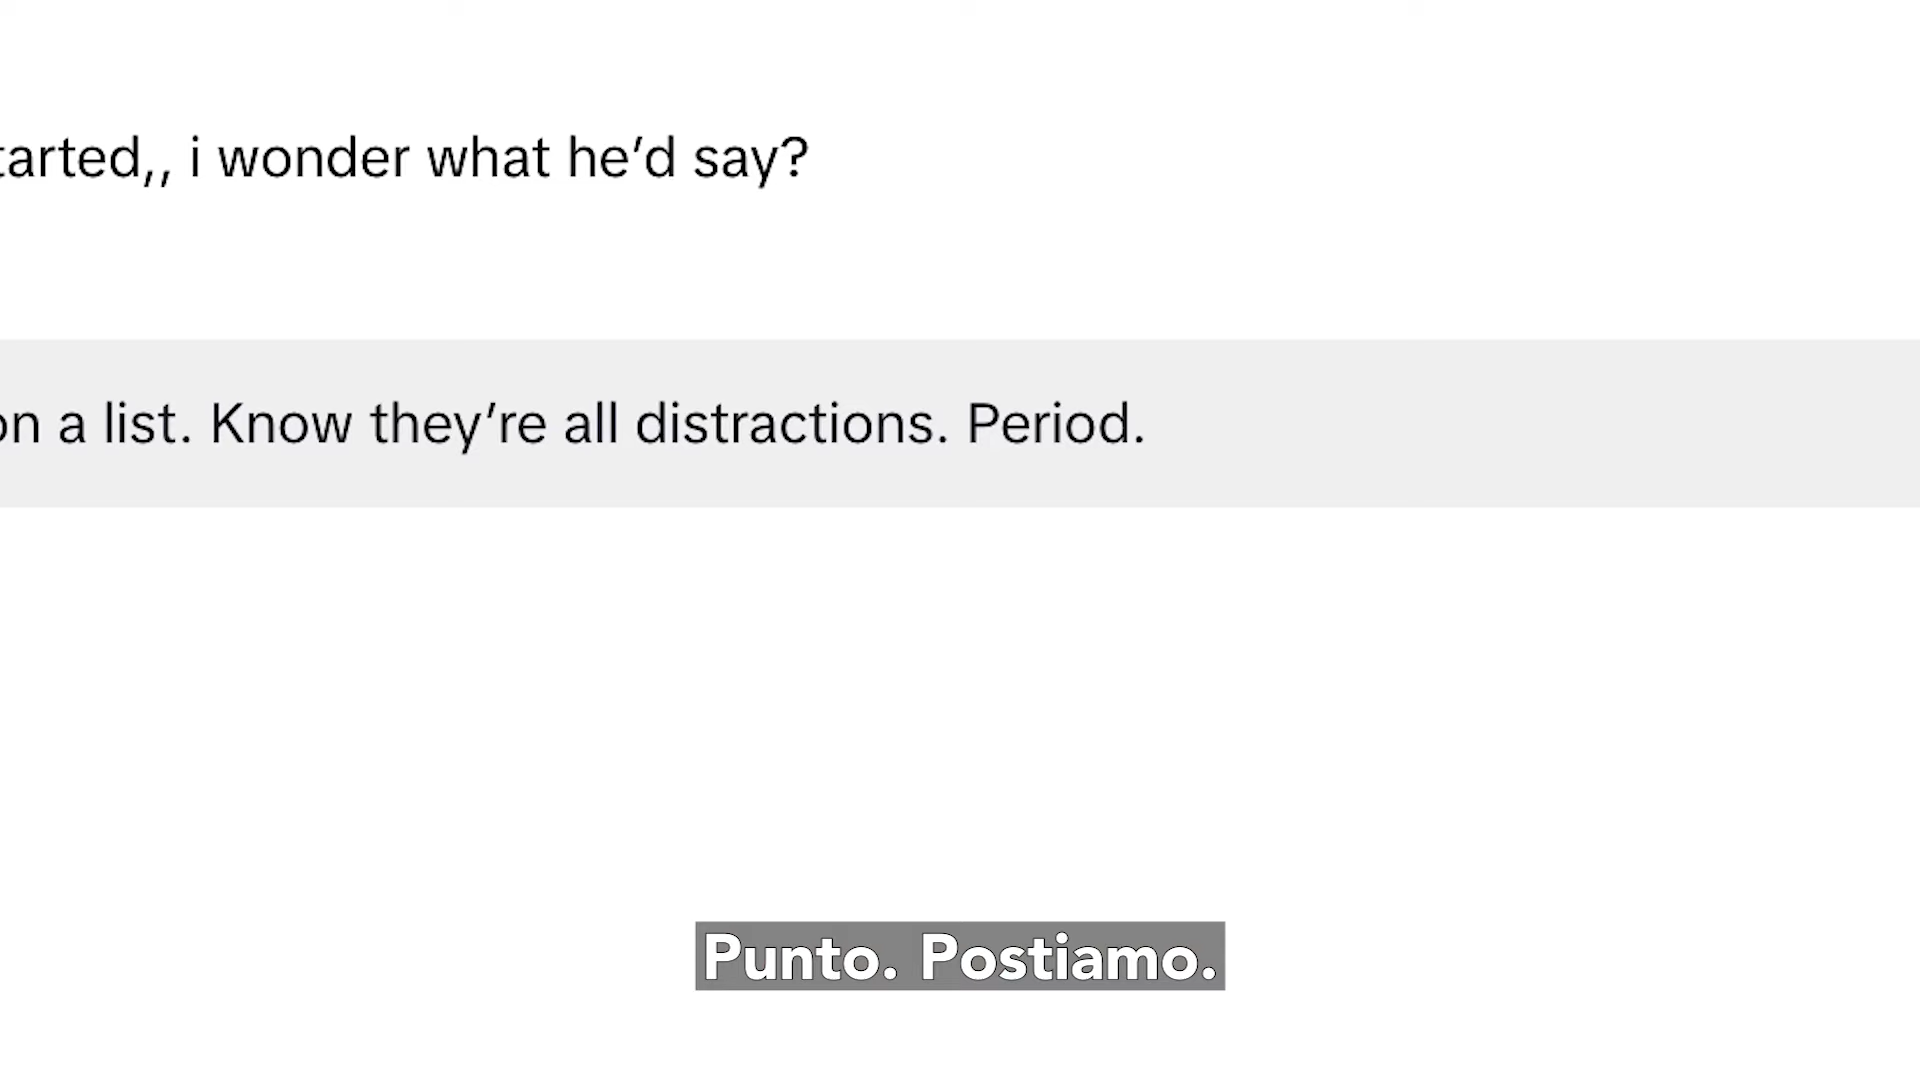 tarted,, i wonder what he’d say?
on a list. Know they’re all distractions. Period.
Punto. Postiamo.